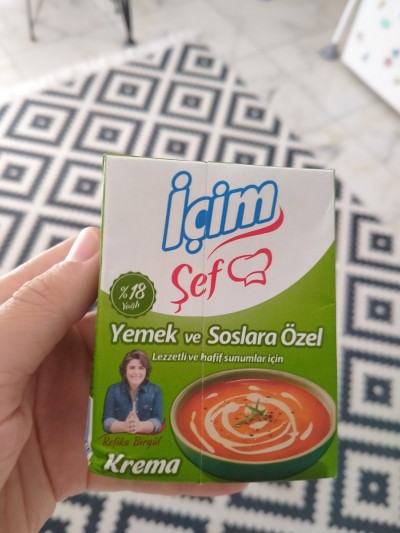 İçim
Şef
%18
Yağlı
Yemek ve Soslara Özel
Lezzetli ve hafif sunumlar için
Refika Birgül
Krema